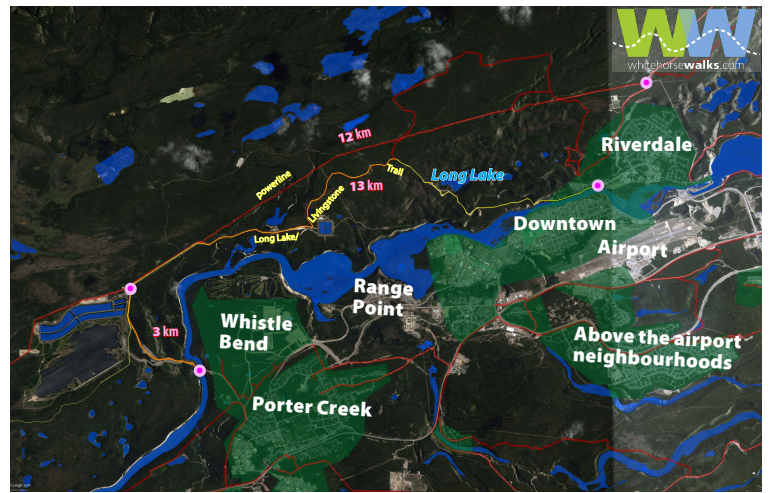 WW
whitehorsewalks.com
12 km
Riverdale
powerline
Trail
Long Lake
13 km
Livingstone
Long Lake/
Downtown
Airport
Range
Point
3 km
Whistle
Bend
Above the airport
neighbourhoods
Porter Creek